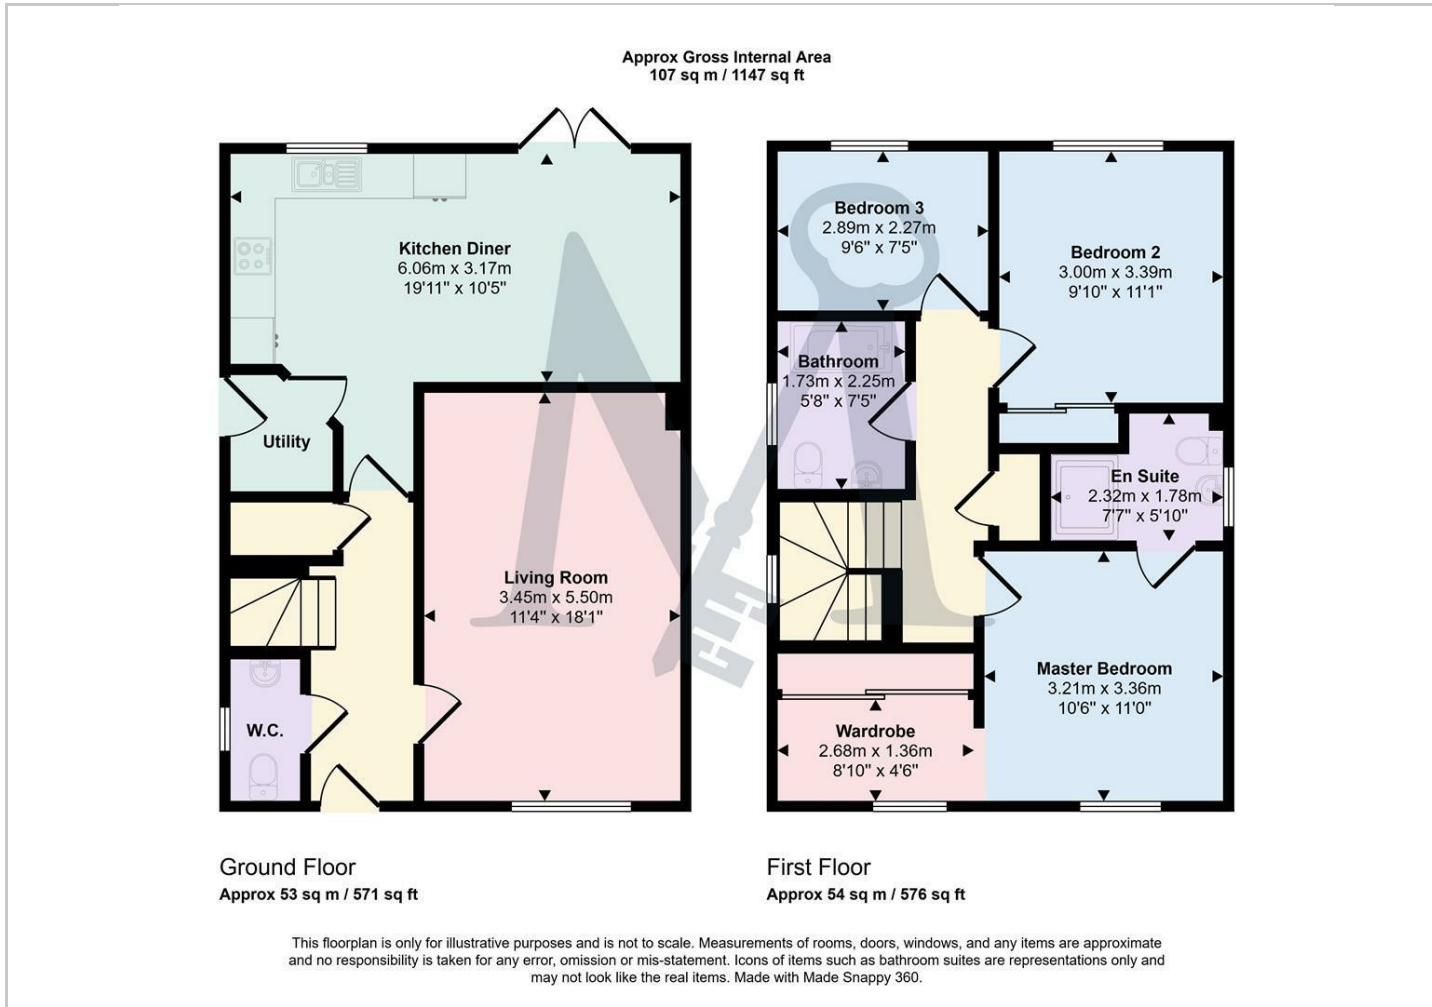 Approx Gross Internal Area
107 sq m / 1147 sq ft
Kitchen Diner
6.06m x 3.17m
19'11" x 10'5"
Utility
Living Room
3.45m x 5.50m
11'4" x 18'1"
W.C.
Ground Floor
Approx 53 sq m / 571 sq ft
Bedroom 3
2.89m x 2.27m
9'6" x 7'5"
Bedroom 2
3.00m x 3.39m
9'10" x 11'1"
Bathroom
1.73m x 2.25m
5'8" x 7'5"
En Suite
2.32m x 1.78m
7'7" x 5'10"
Master Bedroom
3.21m x 3.36m
10'6" x 11'0"
Wardrobe
2.68m x 1.36m
8'10" x 4'6"
First Floor
Approx 54 sq m / 576 sq ft
This floorplan is only for illustrative purposes and is not to scale. Measurements of rooms, doors, windows, and any items are approximate
and no responsibility is taken for any error, omission or mis-statement. Icons of items such as bathroom suites are representations only and
may not look like the real items. Made with Made Snappy 360.